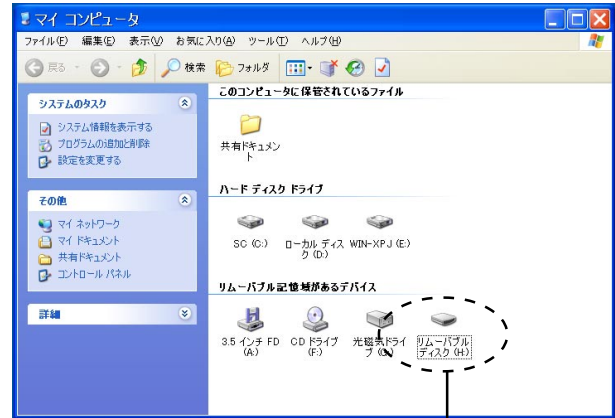 マイ コンピュータ
ファイル(F) 編集(E) 表示(V) お気に入り(A) ツール(T) ヘルプ(H)
戻る 検索 フォルダ
システムのタスク
システム情報を表示する
プログラムの追加と削除
設定を変更する
その他
マイ ネットワーク
マイ ドキュメント
共有ドキュメント
コントロール パネル
詳細
このコンピュータに保管されているファイル
共有ドキュメン
ト
ハード ディスク ドライブ
SC (C:) ローカル ディス WIN-XPJ (E:)
ク (D:)
リムーバブル記憶域があるデバイス
3.5 インチ FD CD ドライブ 光磁気ドライ リムーバブル
(A:) (F:) ブ (G:) ディスク (H:)